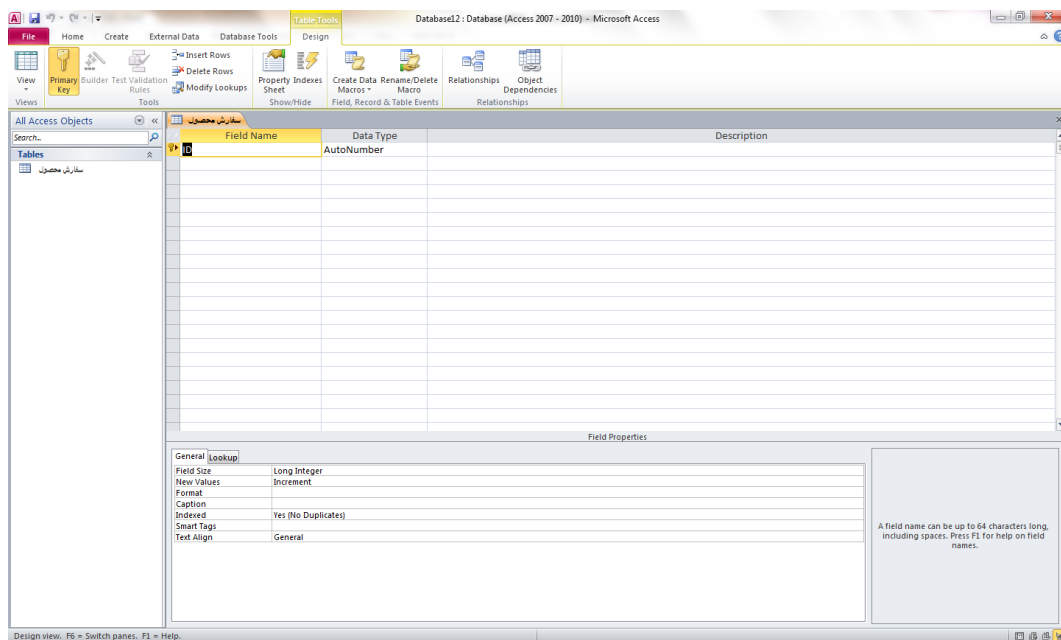 Table Tools
Database12 : Database (Access 2007 - 2010) - Microsoft Access
File Home Create External Data Database Tools Design
View
Views
Primary Key
Builder
Test Validation Rules
Insert Rows
Delete Rows
Modify Lookups
Tools
Property Sheet
Indexes
Show/Hide
Create Data Macros
Rename/Delete Macro
Field, Record & Table Events
Relationships
Object Dependencies
Relationships
All Access Objects
Search...
Tables
سفارش محصول
سفارش محصول
Field Name Data Type Description
ID AutoNumber
Field Properties
General Lookup
Field Size Long Integer
New Values Increment
Format
Caption
Indexed Yes (No Duplicates)
Smart Tags
Text Align General
A field name can be up to 64 characters long,
including spaces. Press F1 for help on field
names.
Design view. F6 = Switch panes. F1 = Help.